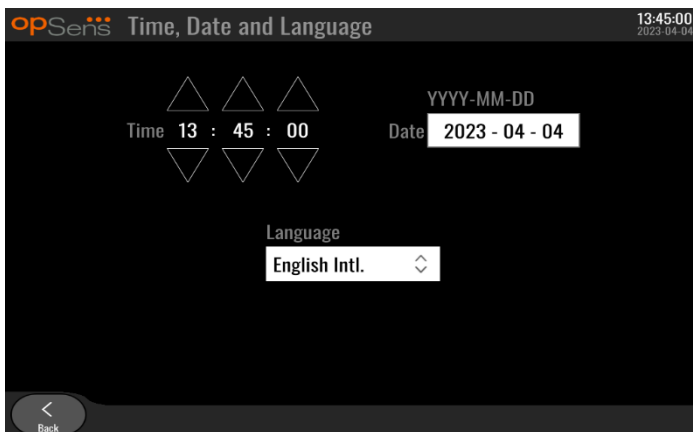 opSens Time, Date and Language 13:45:00
2023-04-04
YYYY-MM-DD
Time 13 : 45 : 00 Date 2023 - 04 - 04
Language
English Intl.
Back